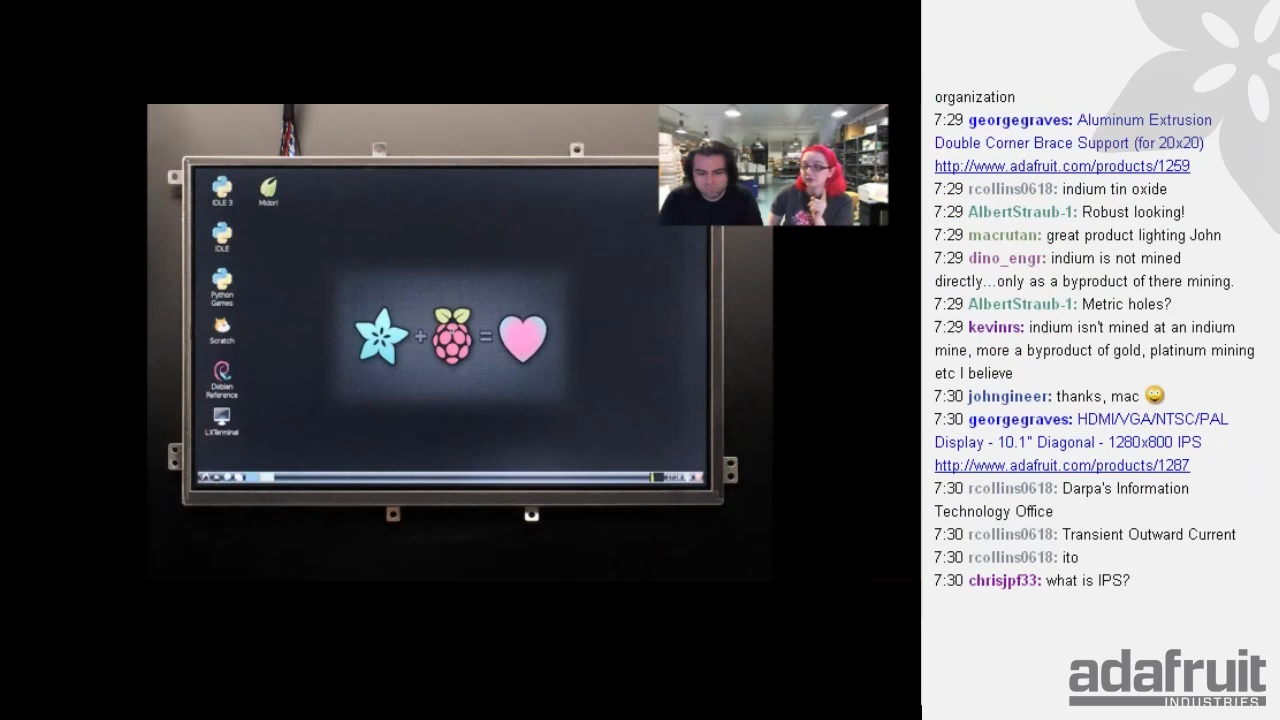 IDLE 3
Midori
IDLE
Python
Games
Scratch
Debian
Reference
LXTerminal
+
=
organization
7:29 georgegraves: Aluminum Extrusion
Double Corner Brace Support (for 20x20)
http://www.adafruit.com/products/1259
7:29 rcollins0618: indium tin oxide
7:29 AlbertStraub-1: Robust looking!
7:29 macrutan: great product lighting John
7:29 dino_engr: indium is not mined
directly...only as a byproduct of there mining.
7:29 AlbertStraub-1: Metric holes?
7:29 kevinrs: indium isn't mined at an indium
mine, more a byproduct of gold, platinum mining
etc I believe
7:30 johngineer: thanks, mac
7:30 georgegraves: HDMI/VGA/NTSC/PAL
Display - 10.1" Diagonal - 1280x800 IPS
http://www.adafruit.com/products/1287
7:30 rcollins0618: Darpa's Information
Technology Office
7:30 rcollins0618: Transient Outward Current
7:30 rcollins0618: ito
7:30 chrisjpf33: what is IPS?
adafruit
INDUSTRIES